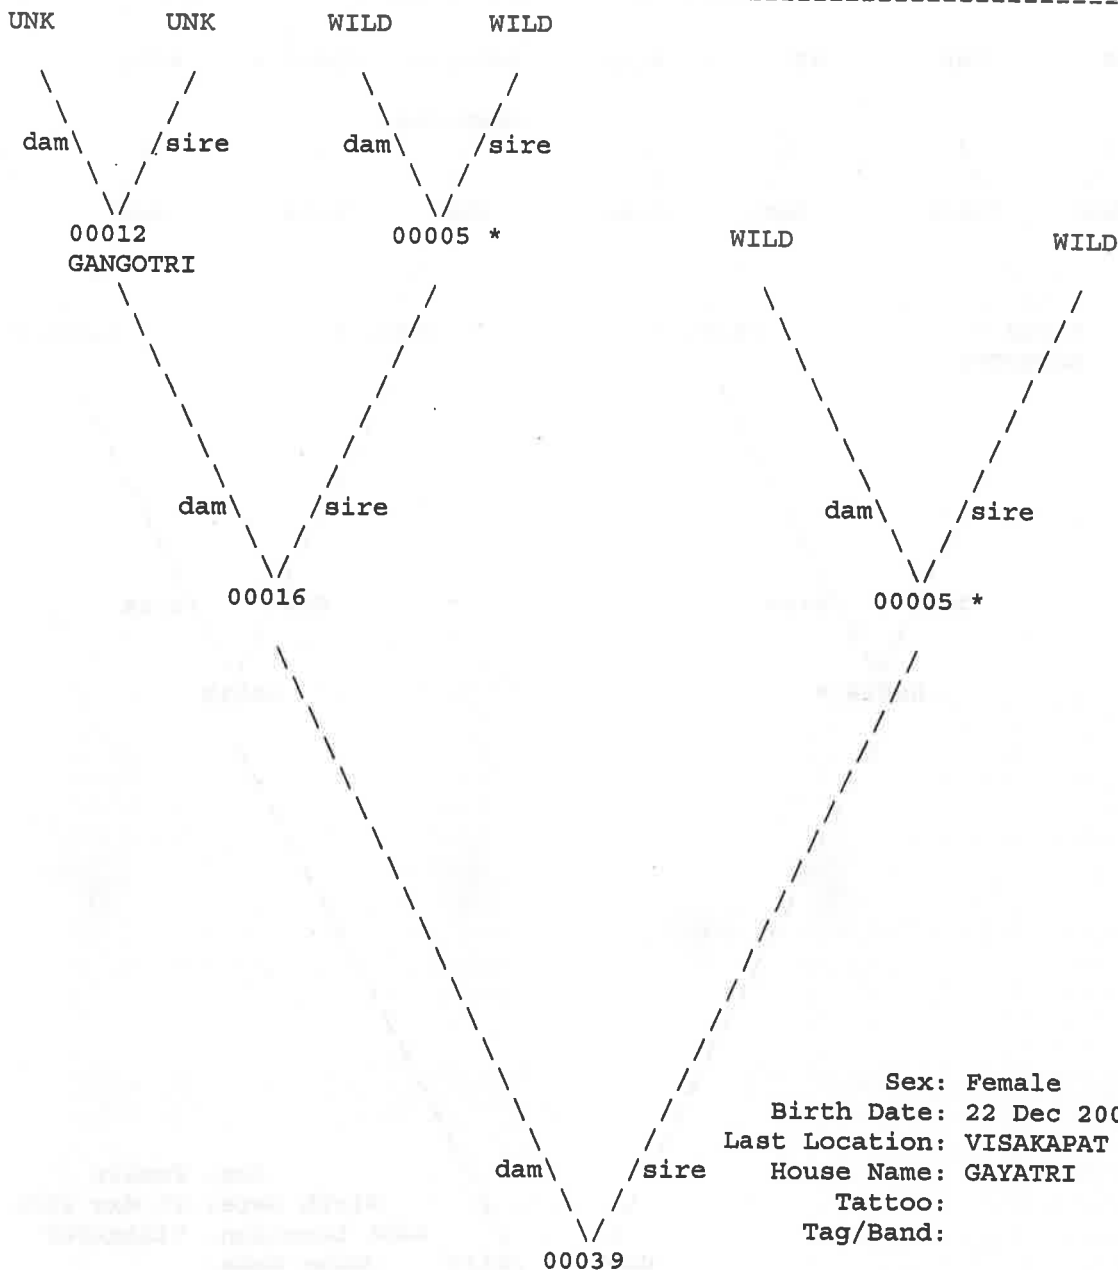 UNK UNK WILD WILD
dam sire dam sire
00012 00005 *
GANGOTRI
WILD WILD
dam sire dam sire
00016 00005 *
Sex: Female
Birth Date: 22 Dec 200
Last Location: VISAKAPAT
dam sire
House Name: GAYATRI
Tattoo:
Tag/Band:
00039